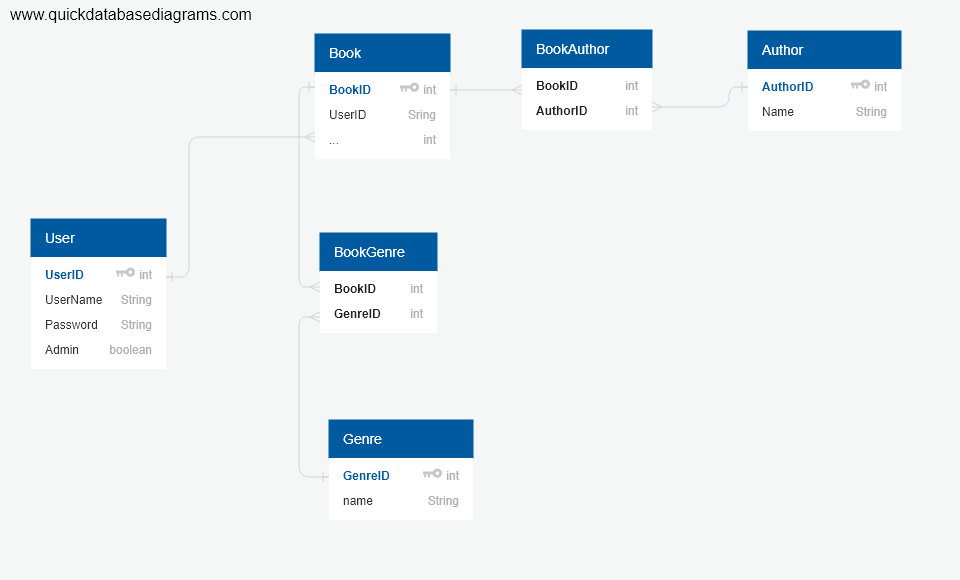 www.quickdatabasediagrams.com
Book
BookID int
UserID Sring
... int
BookAuthor
BookID int
AuthorID int
Author
AuthorID int
Name String
User
UserID int
UserName String
Password String
Admin boolean
BookGenre
BookID int
GenreID int
Genre
GenreID int
name String